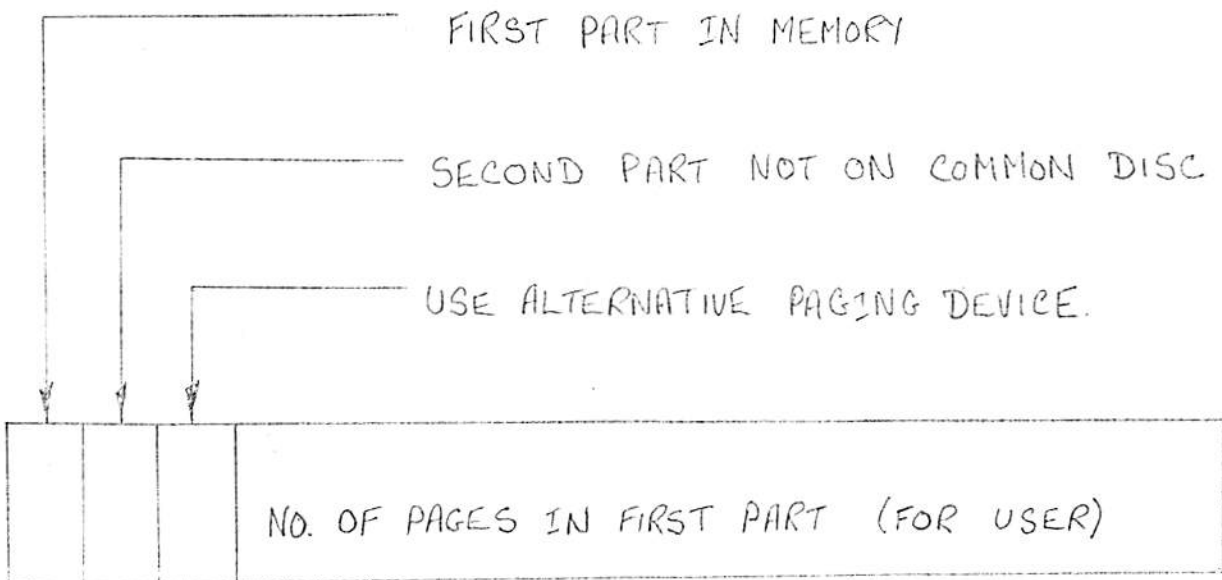 FIRST PART IN MEMORY
SECOND PART NOT ON COMMON DISC
USE ALTERNATIVE PAGING DEVICE.
NO. OF PAGES IN FIRST PART (FOR USER)